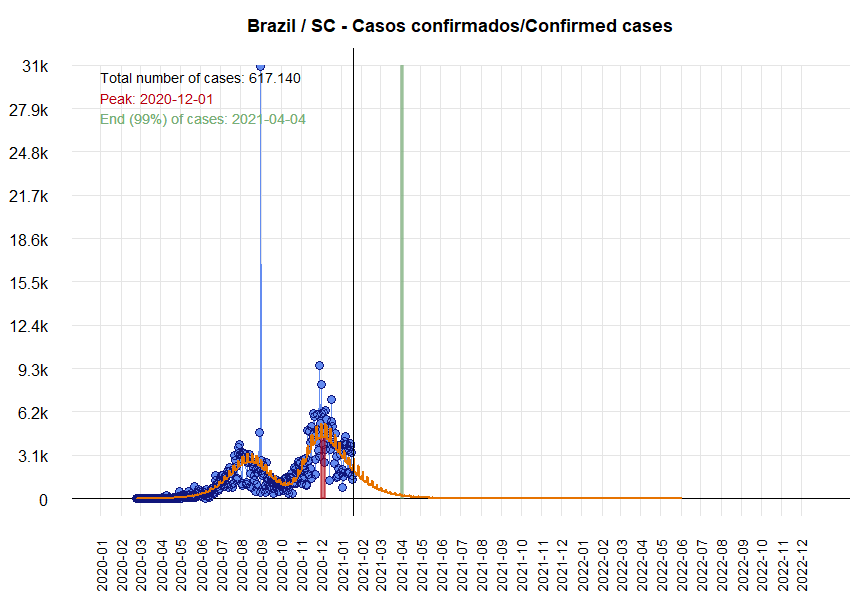 Brazil / SC - Casos confirmados/Confirmed cases
31k
Total number of cases: 617.140
Peak: 2020-12-01
27.9k
End (99%) of cases: 2021-04-04
24.8k
21.7k
18.6k
15.5k
12.4k
9.3k
6.2k
3.1k
0
2020-01
2020-02
2020-03
2020-04
2020-05
2020-06
2020-07
2020-08
2020-09
2020-10
2020-11
2020-12
2021-01
2021-02
2021-03
2021-04
2021-05
2021-06
2021-07
2021-08
2021-09
2021-10
2021-11
2021-12
2022-01
2022-02
2022-03
2022-04
2022-05
2022-06
2022-07
2022-08
2022-09
2022-10
2022-11
2022-12